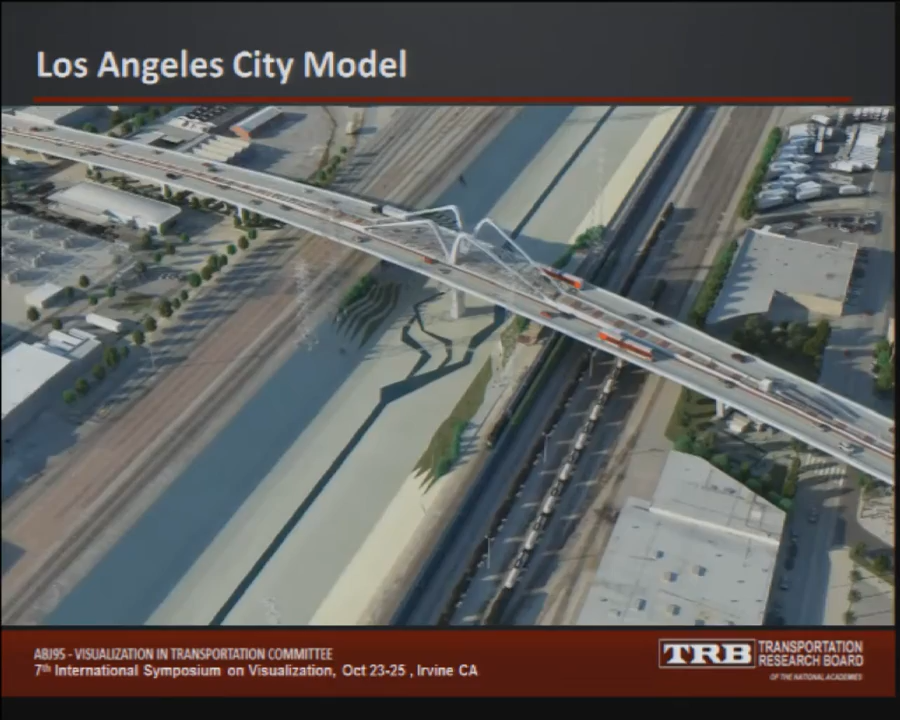 Los Angeles City Model
ABJ95 - VISUALIZATION IN TRANSPORTATION COMMITTEE
7th International Symposium on Visualization, Oct 23-25 , Irvine CA
TRB TRANSPORTATION
RESEARCH BOARD
OF THE NATIONAL ACADEMIES